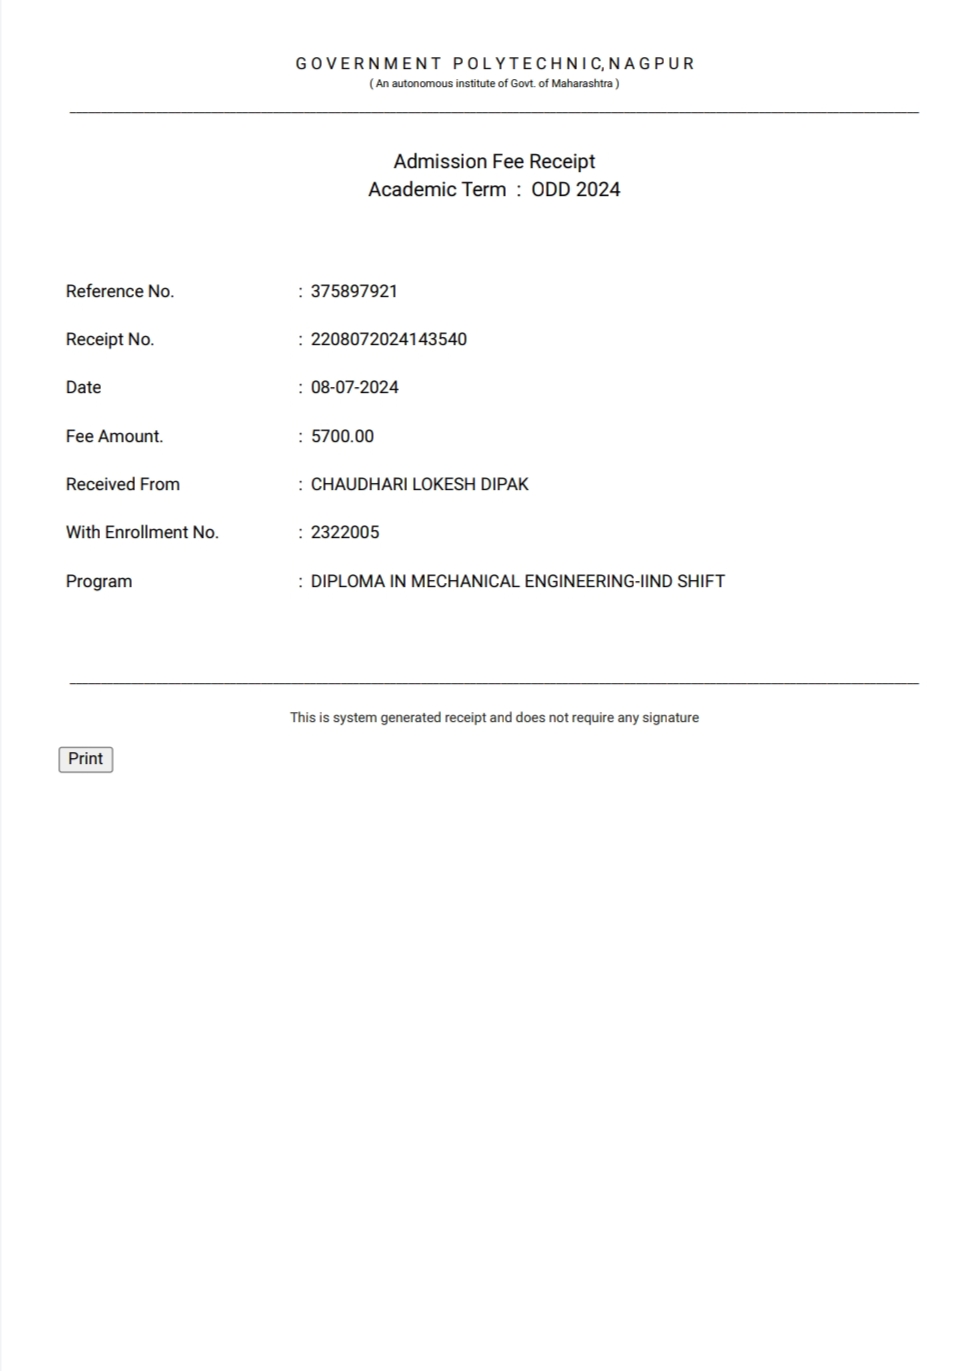 GOVERNMENT POLYTECHNIC,NAGPUR
( An autonomous institute of Govt. of Maharashtra )
Admission Fee Receipt
Academic Term : ODD 2024
Reference No. : 375897921
Receipt No. : 2208072024143540
Date : 08-07-2024
Fee Amount. : 5700.00
Received From : CHAUDHARI LOKESH DIPAK
With Enrollment No. : 2322005
Program : DIPLOMA IN MECHANICAL ENGINEERING-IIND SHIFT
This is system generated receipt and does not require any signature
Print